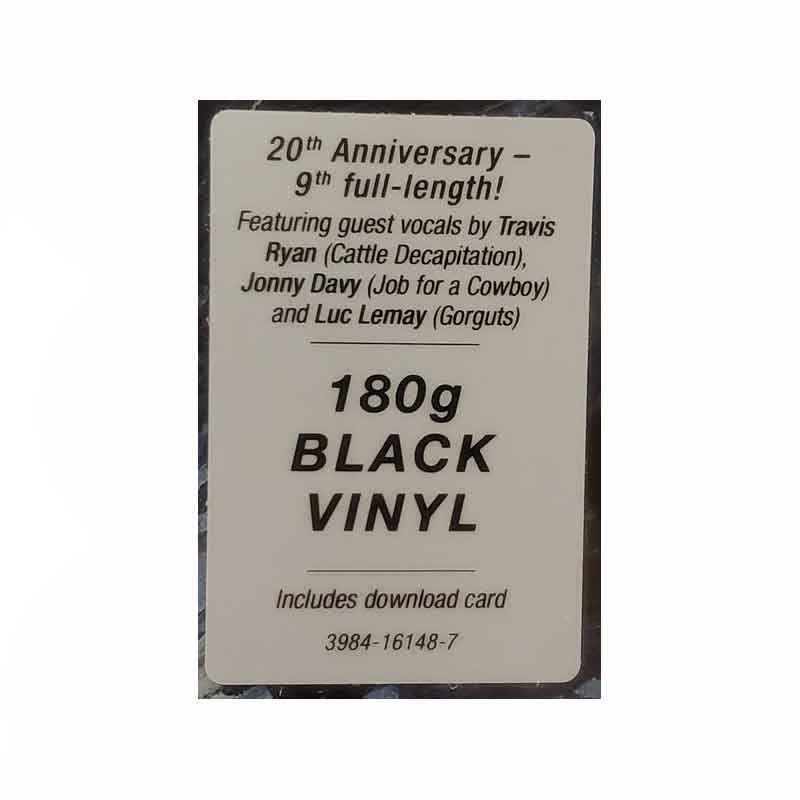 20th Anniversary –
9th full-length!
Featuring guest vocals by Travis
Ryan (Cattle Decapitation),
Jonny Davy (Job for a Cowboy)
and Luc Lemay (Gorguts)
180g
BLACK
VINYL
Includes download card
3984-16148-7